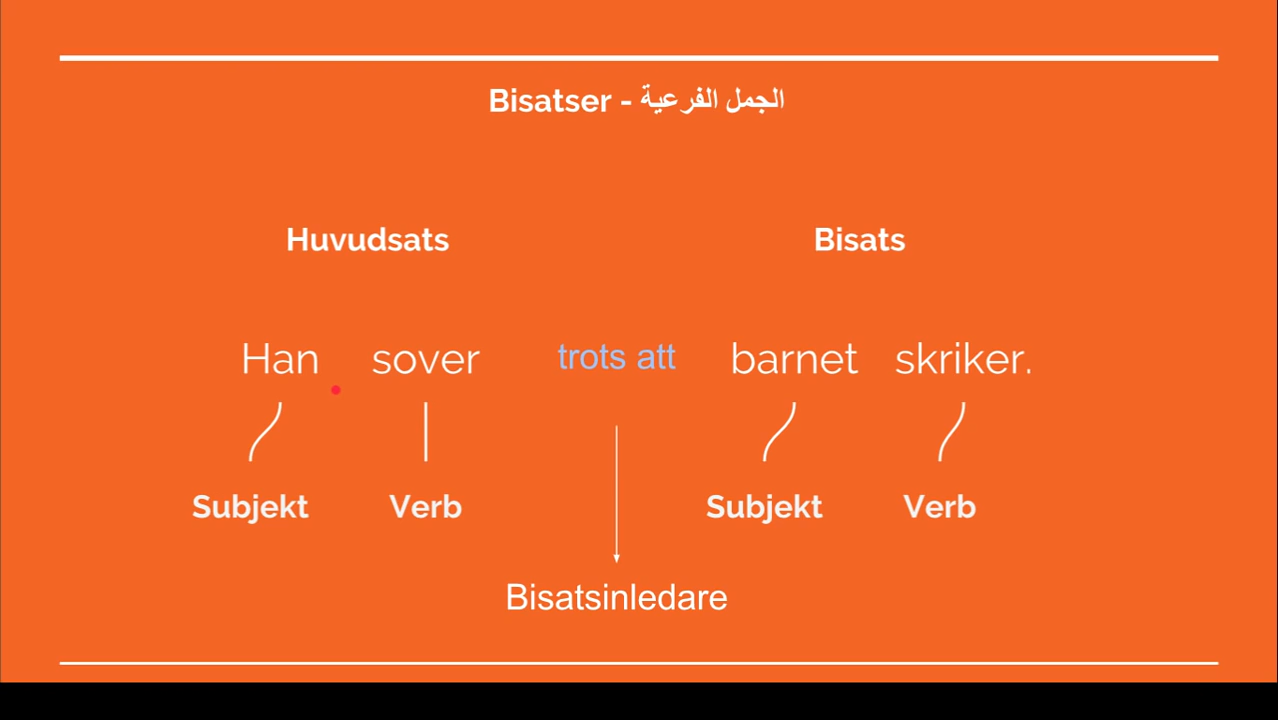 Bisatser - الجمل الفرعية
Huvudsats Bisats
Han sover trots att barnet skriker.
Subjekt Verb Subjekt Verb
Bisatsinledare